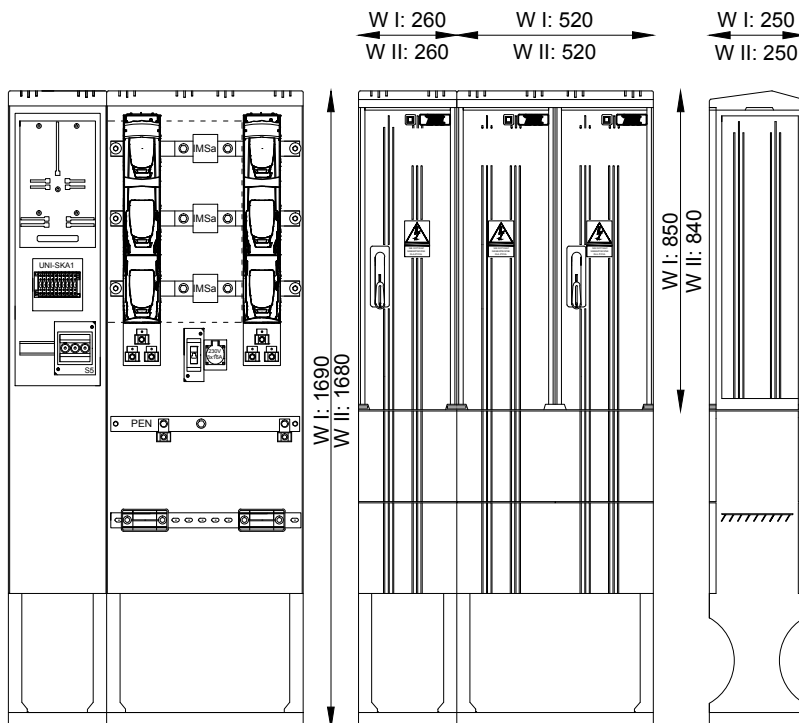 W I: 260
W II: 260
W I: 520
W II: 520
W I: 250
W II: 250
IMSa
IMSa
IMSa
UNI-SKA1
S5
230V
PEN
W I: 1690
W II: 1680
W I: 850
W II: 840